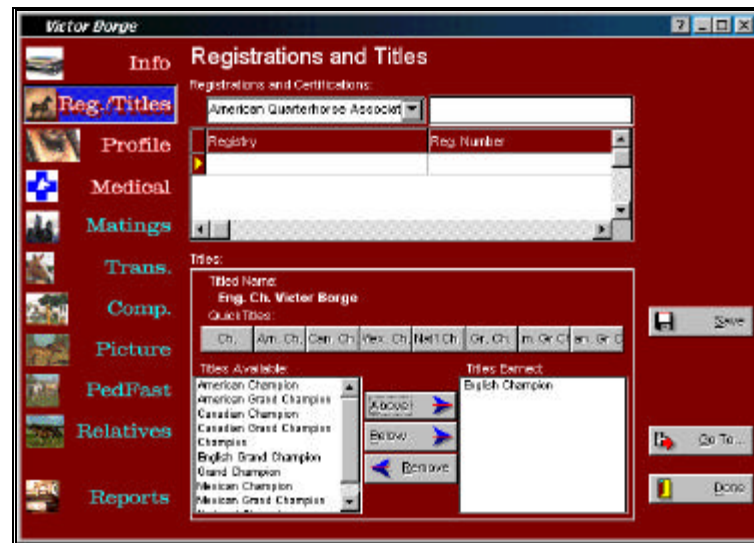 Victor Borge
Info
Reg./Titles
Profile
Medical
Matings
Trans.
Comp.
Picture
PedFast
Relatives
Reports
Registrations and Titles
Registrations and Certifications:
American Quarterhorse Associat
Registry Reg. Number
Titles:
Titled Name:
Eng. Ch. Victor Borge
Quick Titles:
Ch. Am. Ch. Can. Ch Mex. Ch. Nat'l Ch. Gr. Ch. m. Gr. C an. Gr. C
Titles Available:
American Champion
American Grand Champion
Canadian Champion
Canadian Grand Champion
Champion
English Grand Champion
Grand Champion
Mexican Champion
Mexican Grand Champion
Above
Below
Remove
Titles Earned:
English Champion
Save
Go To...
Done